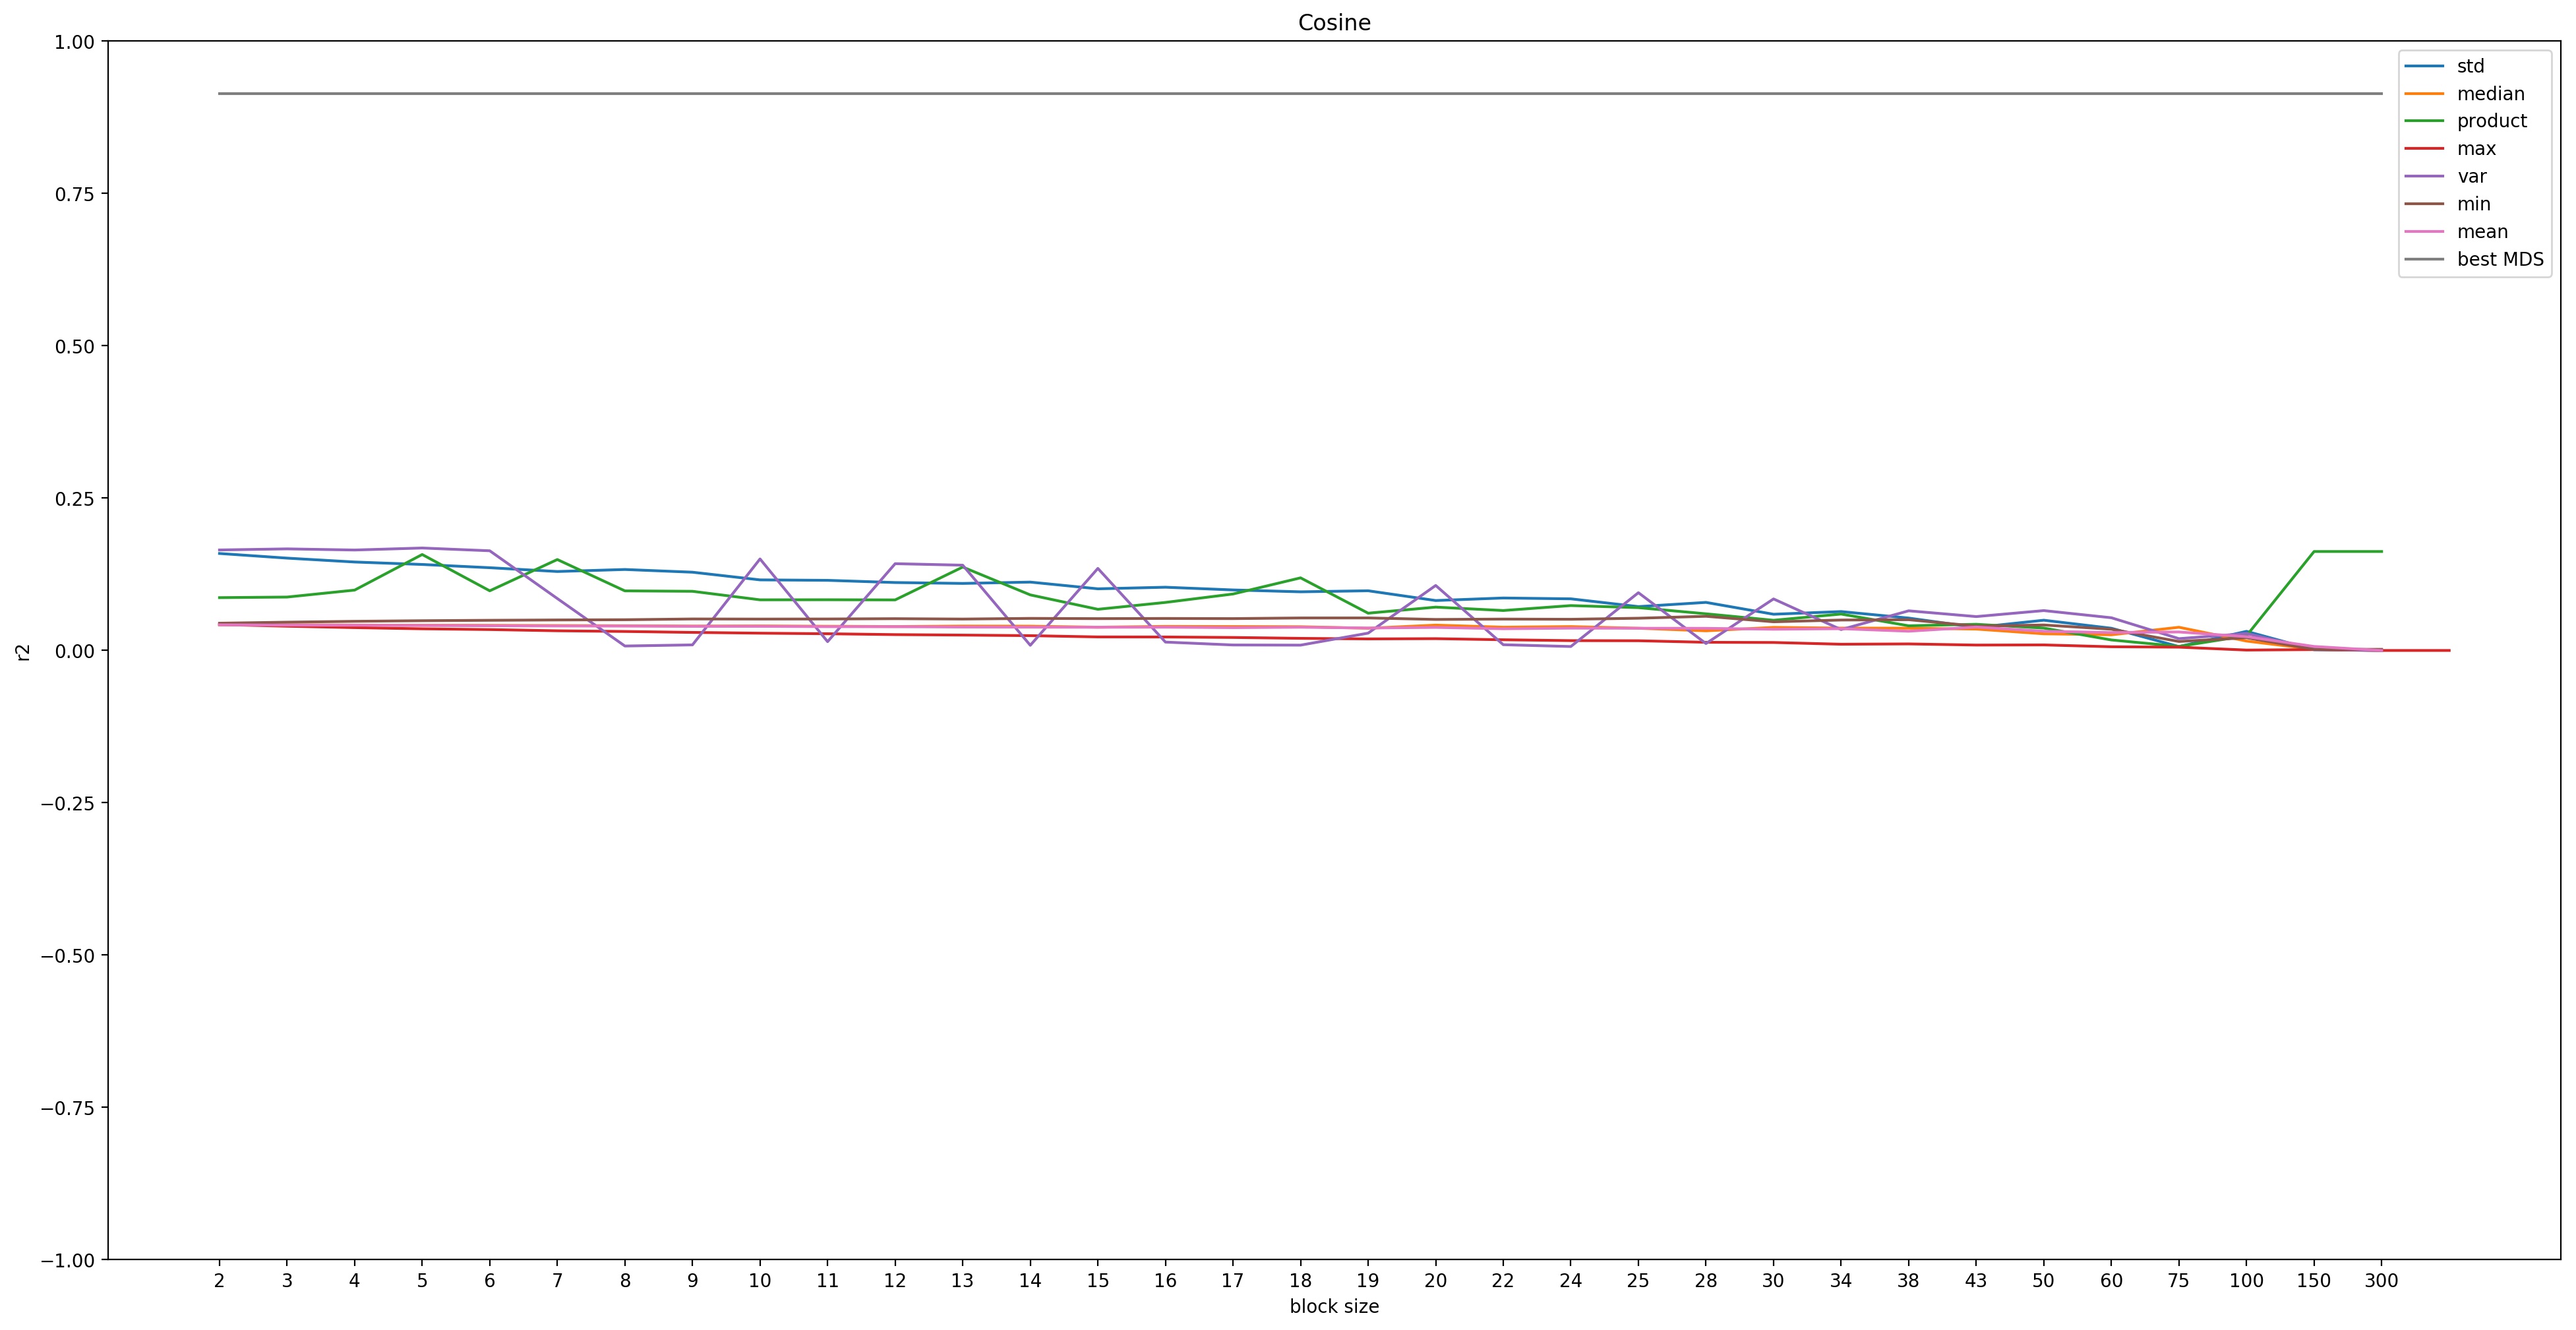 Cosine
1.00
0.75
0.50
0.25
0.00
−0.25
−0.50
−0.75
−1.00
r2
std
median
product
max
var
min
mean
best MDS
2 3 4 5 6 7 8 9 10 11 12 13 14 15 16 17 18 19 20 22 24 25 28 30 34 38 43 50 60 75 100 150 300
block size